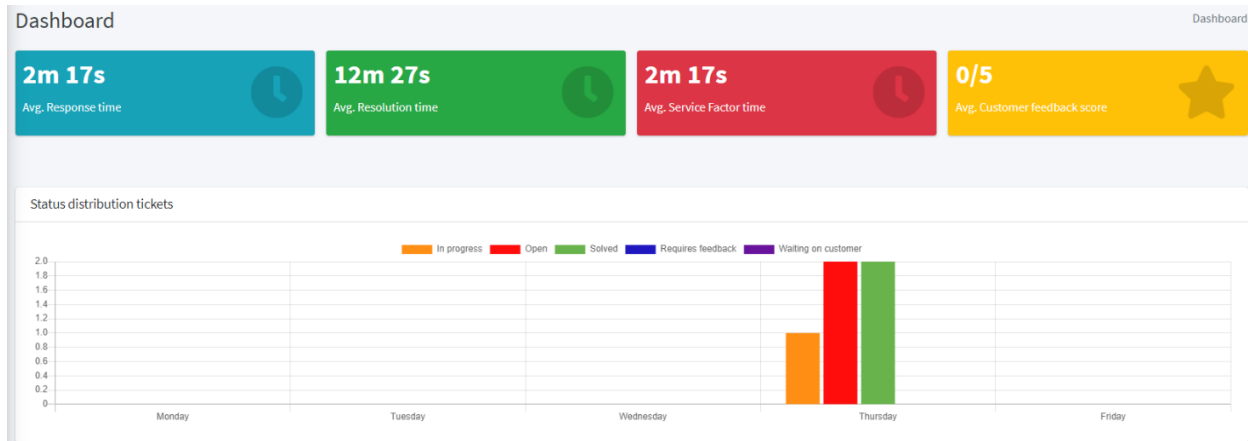 Dashboard
Dashboard
2m 17s
Avg. Response time
12m 27s
Avg. Resolution time
2m 17s
Avg. Service Factor time
0/5
Avg. Customer feedback score
Status distribution tickets
In progress Open Solved Requires feedback Waiting on customer
2.0
1.8
1.6
1.4
1.2
1.0
0.8
0.6
0.4
0.2
0
Monday Tuesday Wednesday Thursday Friday